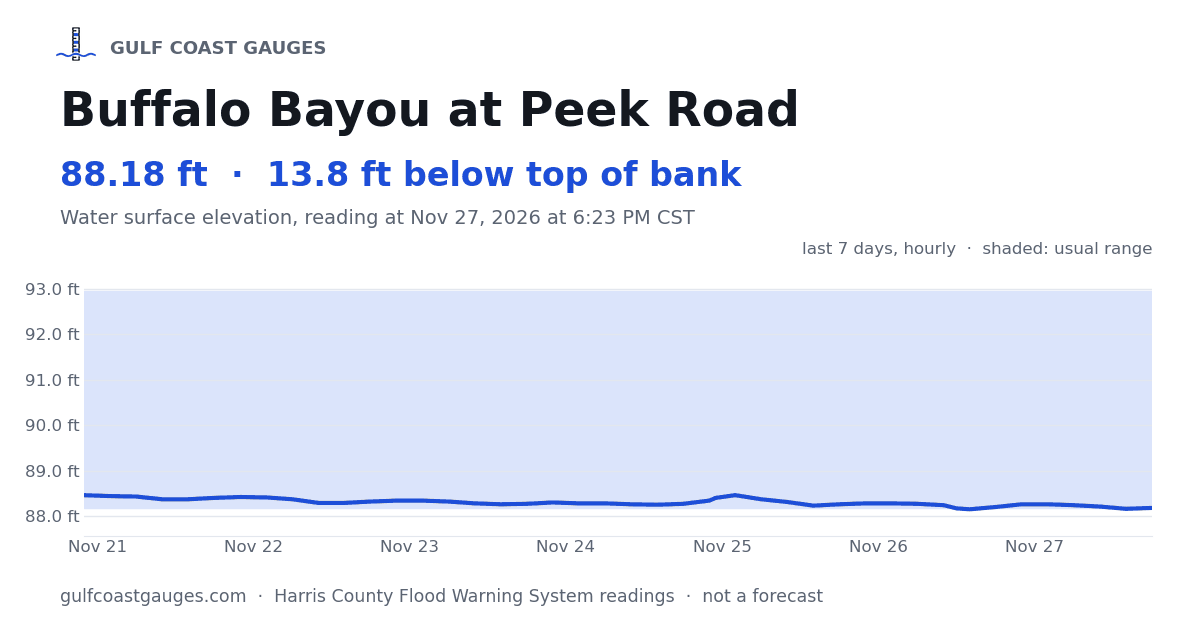 GULF COAST GAUGES
Buffalo Bayou at Peek Road
88.18 ft · 13.8 ft below top of bank
Water surface elevation, reading at Nov 27, 2026 at 6:23 PM CST
last 7 days, hourly · shaded: usual range
93.0 ft
92.0 ft
91.0 ft
90.0 ft
89.0 ft
88.0 ft
Nov 21 Nov 22 Nov 23 Nov 24 Nov 25 Nov 26 Nov 27
gulfcoastgauges.com · Harris County Flood Warning System readings · not a forecast